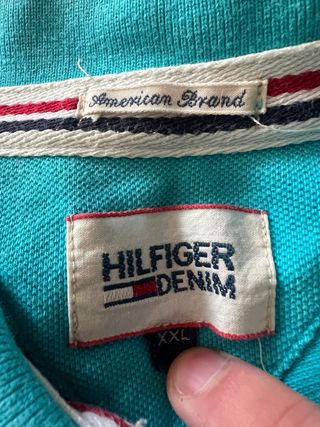 American Brand
HILFIGER
DENIM
XXL